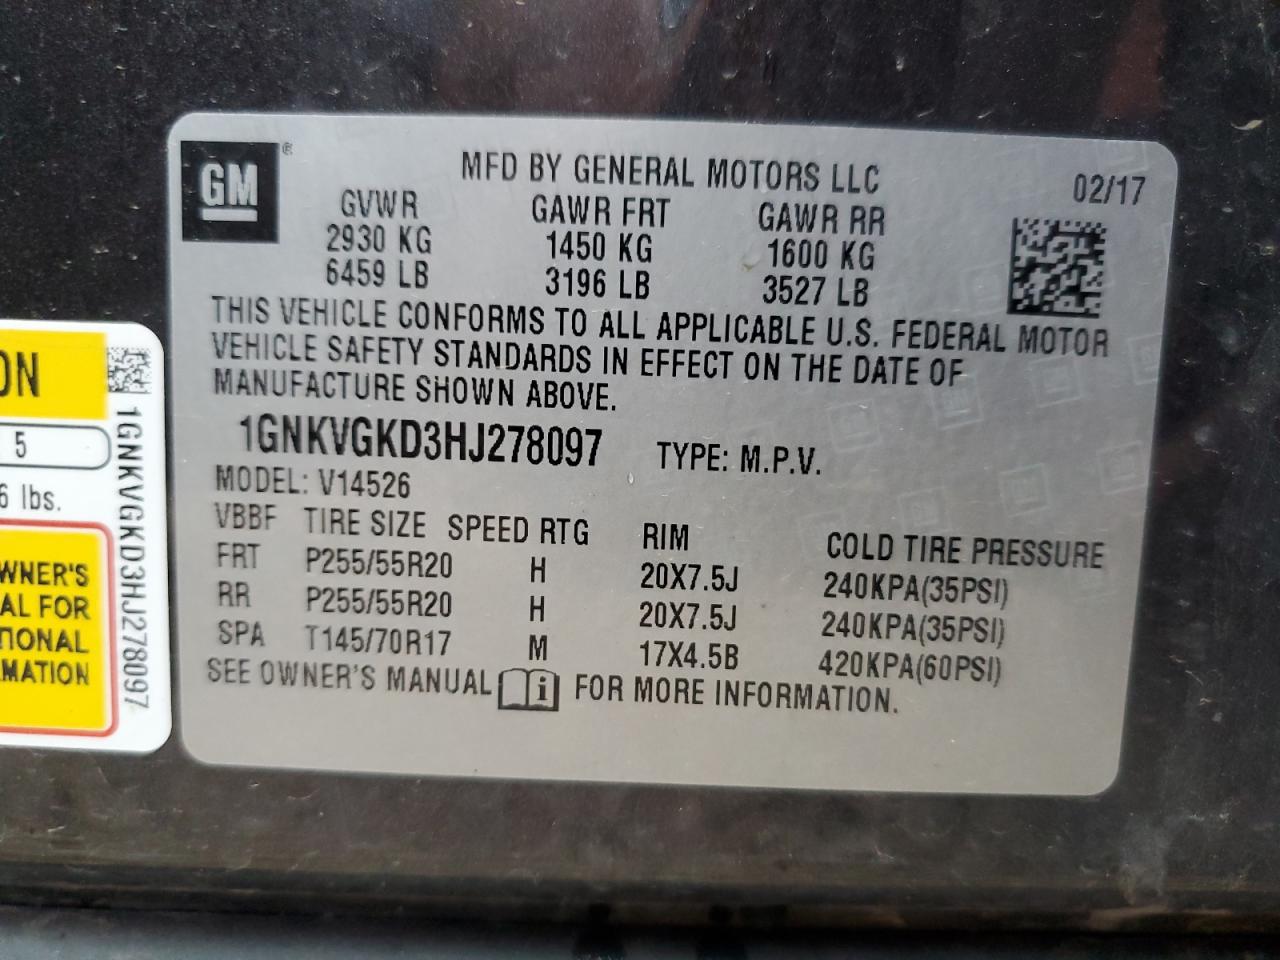 GM ®
MFD BY GENERAL MOTORS LLC
02/17
GVWR GAWR FRT GAWR RR
2930 KG 1450 KG 1600 KG
6459 LB 3196 LB 3527 LB
THIS VEHICLE CONFORMS TO ALL APPLICABLE U.S. FEDERAL MOTOR
VEHICLE SAFETY STANDARDS IN EFFECT ON THE DATE OF
MANUFACTURE SHOWN ABOVE.
1GNKVGKD3HJ278097 TYPE: M.P.V.
MODEL: V14526
VBBF TIRE SIZE SPEED RTG RIM COLD TIRE PRESSURE
FRT P255/55R20 H 20X7.5J 240KPA(35PSI)
RR P255/55R20 H 20X7.5J 240KPA(35PSI)
SPA T145/70R17 M 17X4.5B 420KPA(60PSI)
SEE OWNER'S MANUAL i FOR MORE INFORMATION.
ON
5
6 lbs.
WNER'S
AL FOR
TIONAL
MATION
1GNKVGKD3HJ278097